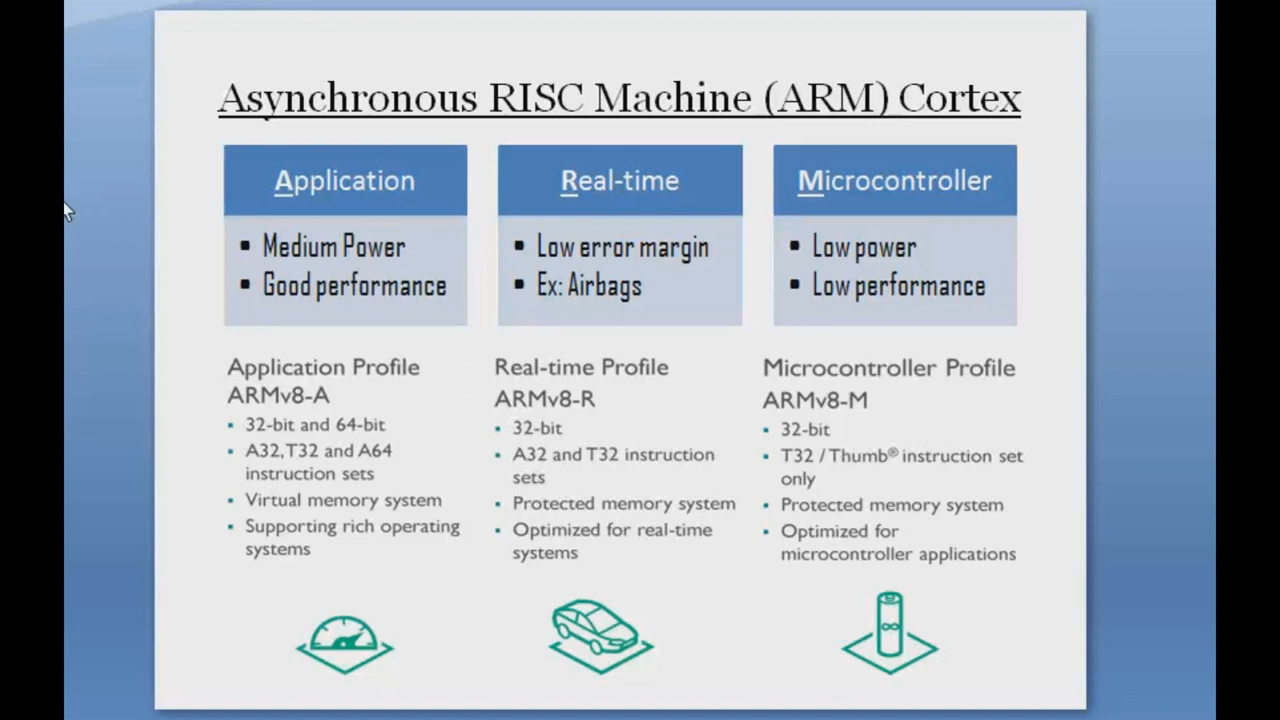 Asynchronous RISC Machine (ARM) Cortex
Application
▪ Medium Power
▪ Good performance
Real-time
▪ Low error margin
▪ Ex: Airbags
Microcontroller
▪ Low power
▪ Low performance
Application Profile
ARMv8-A
▪ 32-bit and 64-bit
▪ A32,T32 and A64
instruction sets
▪ Virtual memory system
▪ Supporting rich operating
systems
Real-time Profile
ARMv8-R
▪ 32-bit
▪ A32 and T32 instruction
sets
▪ Protected memory system
▪ Optimized for real-time
systems
Microcontroller Profile
ARMv8-M
▪ 32-bit
▪ T32 / Thumb® instruction set
only
▪ Protected memory system
▪ Optimized for
microcontroller applications